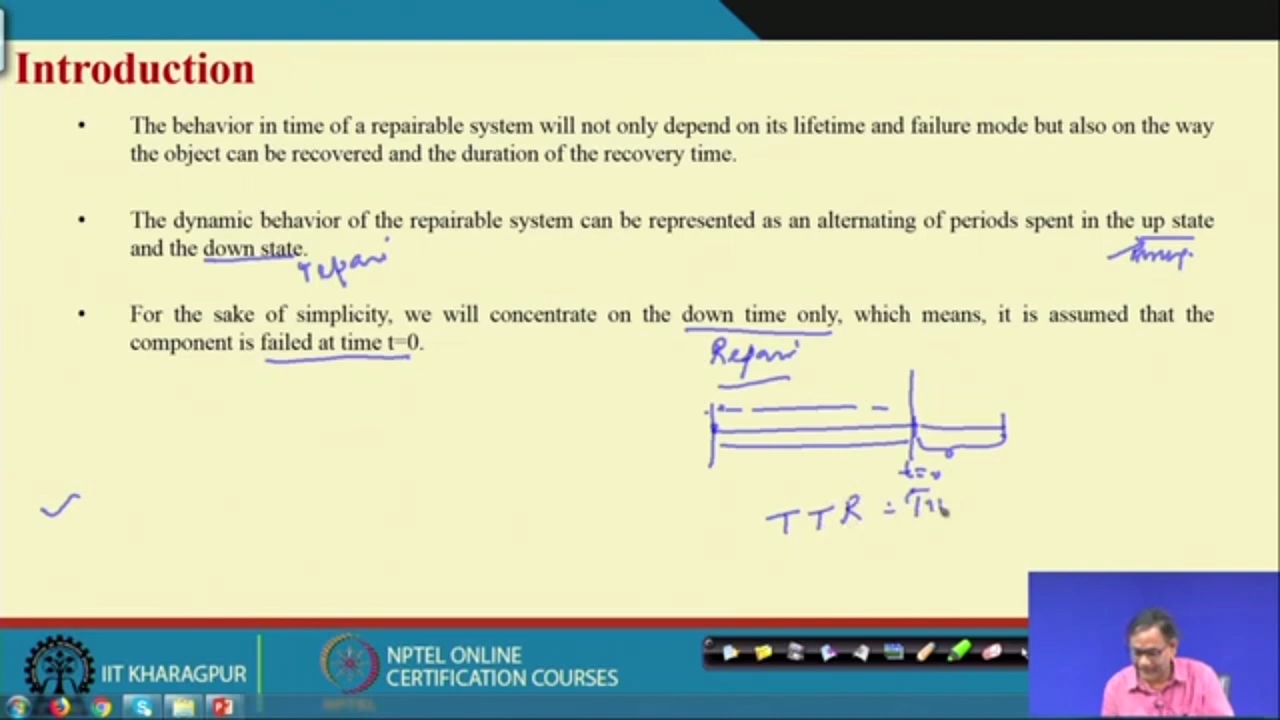 Introduction
• The behavior in time of a repairable system will not only depend on its lifetime and failure mode but also on the way
the object can be recovered and the duration of the recovery time.
• The dynamic behavior of the repairable system can be represented as an alternating of periods spent in the up state
and the down state.
• For the sake of simplicity, we will concentrate on the down time only, which means, it is assumed that the
component is failed at time t=0.
t=0
TTR =
IIT KHARAGPUR
NPTEL ONLINE
CERTIFICATION COURSES
NPTEL